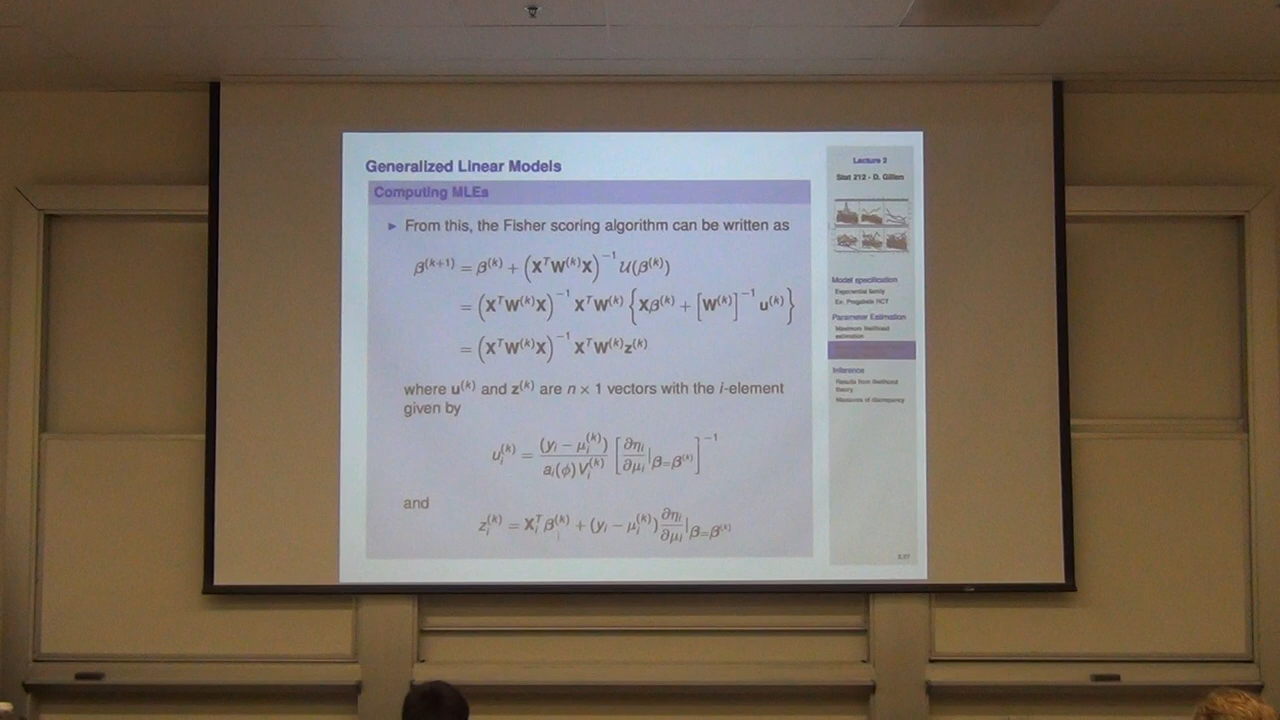 Generalized Linear Models
Computing MLEs
► From this, the Fisher scoring algorithm can be written as
β^(k+1) = β^(k) + (X^T W^(k) X)^−1 U(β^(k))
= (X^T W^(k) X)^−1 X^T W^(k) {Xβ^(k) + [W^(k)]^−1 u^(k)}
= (X^T W^(k) X)^−1 X^T W^(k) z^(k)
where u^(k) and z^(k) are n × 1 vectors with the i-element
given by
u_i^(k) = (y_i − μ_i^(k)) / (a_i(ϕ)V_i^(k)) [∂η_i/∂μ_i |β=β^(k)]^−1
and
z_i^(k) = X_i^T β^(k) + (y_i − μ_i^(k)) ∂η_i/∂μ_i |β=β^(k)
Lecture 2
Stat 212 - D. Gillen
Model specification
Exponential family
Ex: Progabide RCT
Parameter Estimation
Maximum likelihood
estimation
Inference
Results from likelihood
theory
Measures of discrepancy